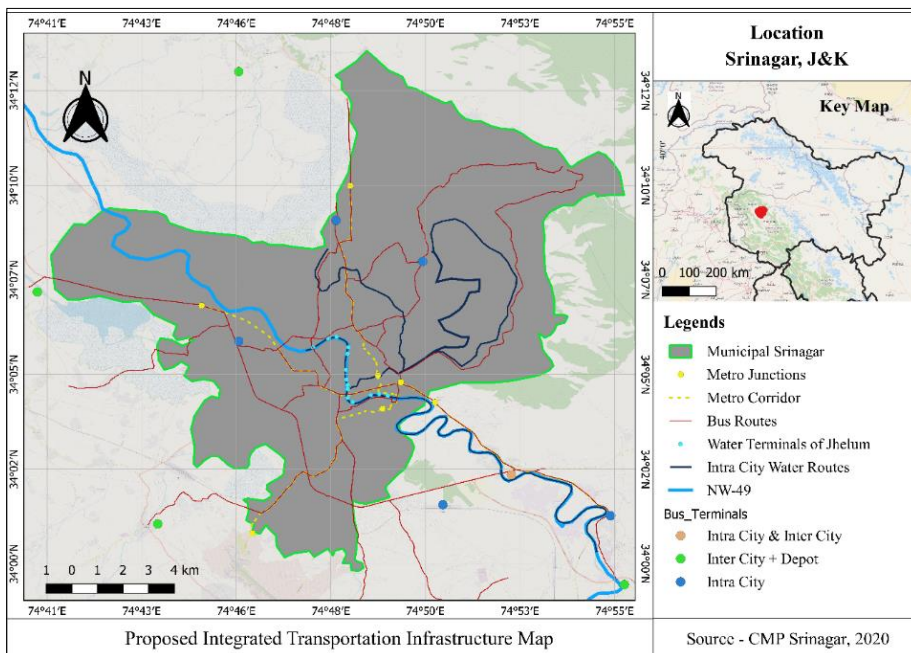 74°41'E 74°43'E 74°46'E 74°48'E 74°50'E 74°53'E 74°55'E
N
34°12'N 34°12'N
34°10'N 34°10'N
34°07'N 34°07'N
34°05'N 34°05'N
34°02'N 34°02'N
34°00'N 34°00'N
1 0 1 2 3 4 km
74°41'E 74°43'E 74°46'E 74°48'E 74°50'E 74°53'E 74°55'E
Proposed Integrated Transportation Infrastructure Map
Location
Srinagar, J&K
N
Key Map
0 100 200 km
Legends
Municipal Srinagar
Metro Junctions
Metro Corridor
Bus Routes
Water Terminals of Jhelum
Intra City Water Routes
NW-49
Bus_Terminals
Intra City & Inter City
Inter City + Depot
Intra City
Source - CMP Srinagar, 2020